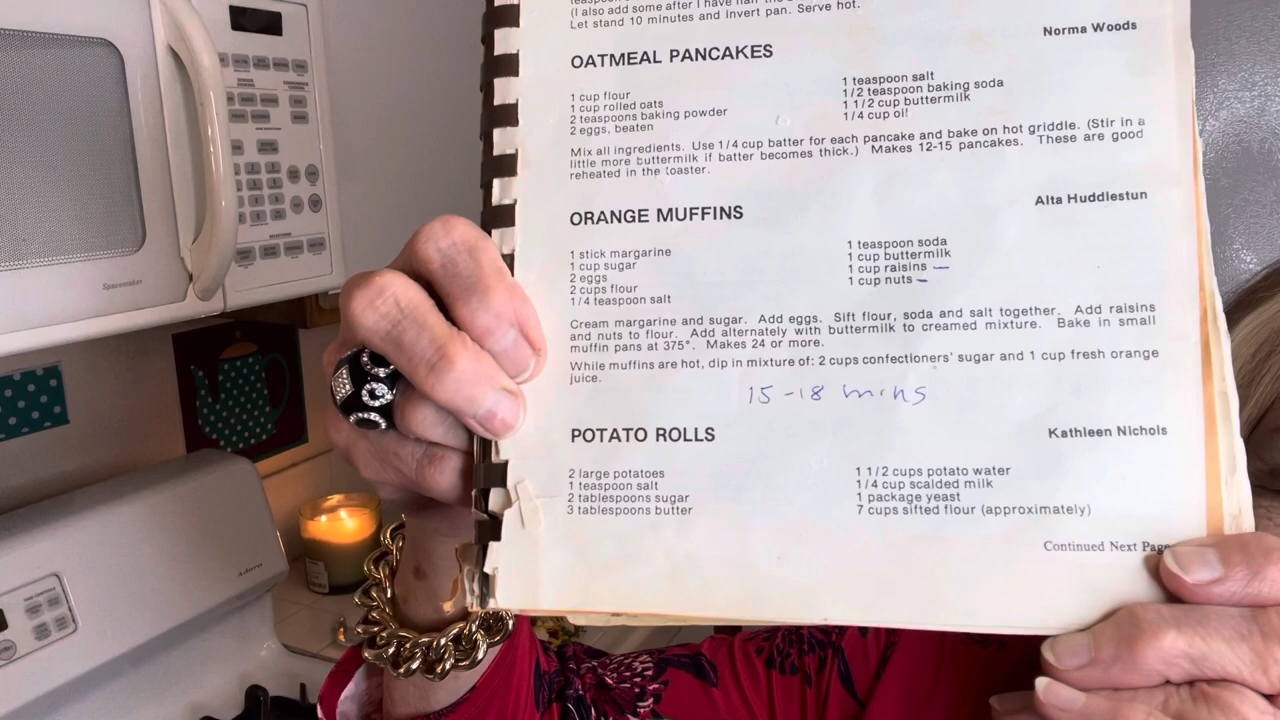 (I also add some after I have
Let stand 10 minutes and invert pan. Serve hot.
Norma Woods
OATMEAL PANCAKES
1 cup flour
1 cup rolled oats
2 teaspoons baking powder
2 eggs, beaten
1 teaspoon salt
1/2 teaspoon baking soda
1 1/2 cup buttermilk
1/4 cup oil
Mix all ingredients. Use 1/4 cup batter for each pancake and bake on hot griddle. (Stir in a
little more buttermilk if batter becomes thick.) Makes 12-15 pancakes. These are good
reheated in the toaster.
Alta Huddlestun
ORANGE MUFFINS
1 stick margarine
1 cup sugar
2 eggs
2 cups flour
1/4 teaspoon salt
1 teaspoon soda
1 cup buttermilk
1 cup raisins
1 cup nuts
Cream margarine and sugar. Add eggs. Sift flour, soda and salt together. Add raisins
and nuts to flour. Add alternately with buttermilk to creamed mixture. Bake in small
muffin pans at 375°. Makes 24 or more.
While muffins are hot, dip in mixture of: 2 cups confectioners' sugar and 1 cup fresh orange
juice.
15-18 mins
Kathleen Nichols
POTATO ROLLS
2 large potatoes
1 teaspoon salt
2 tablespoons sugar
3 tablespoons butter
1 1/2 cups potato water
1/4 cup scalded milk
1 package yeast
7 cups sifted flour (approximately)
Continued Next Page
Spacemaker
Adora